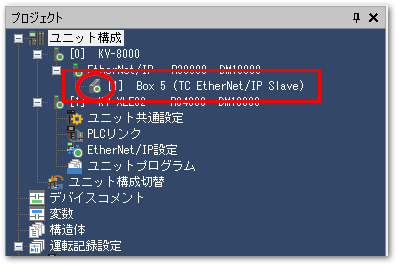 プロジェクト
ユニット構成
[0] KV-8000
EtherNet/IP R30000 DM10000
[1] Box 5 (TC EtherNet/IP Slave)
[1] KV-XLE02 R34000 DM10000
ユニット共通設定
PLCリンク
EtherNet/IP設定
ユニットプログラム
ユニット構成切替
デバイスコメント
変数
構造体
運転記録設定